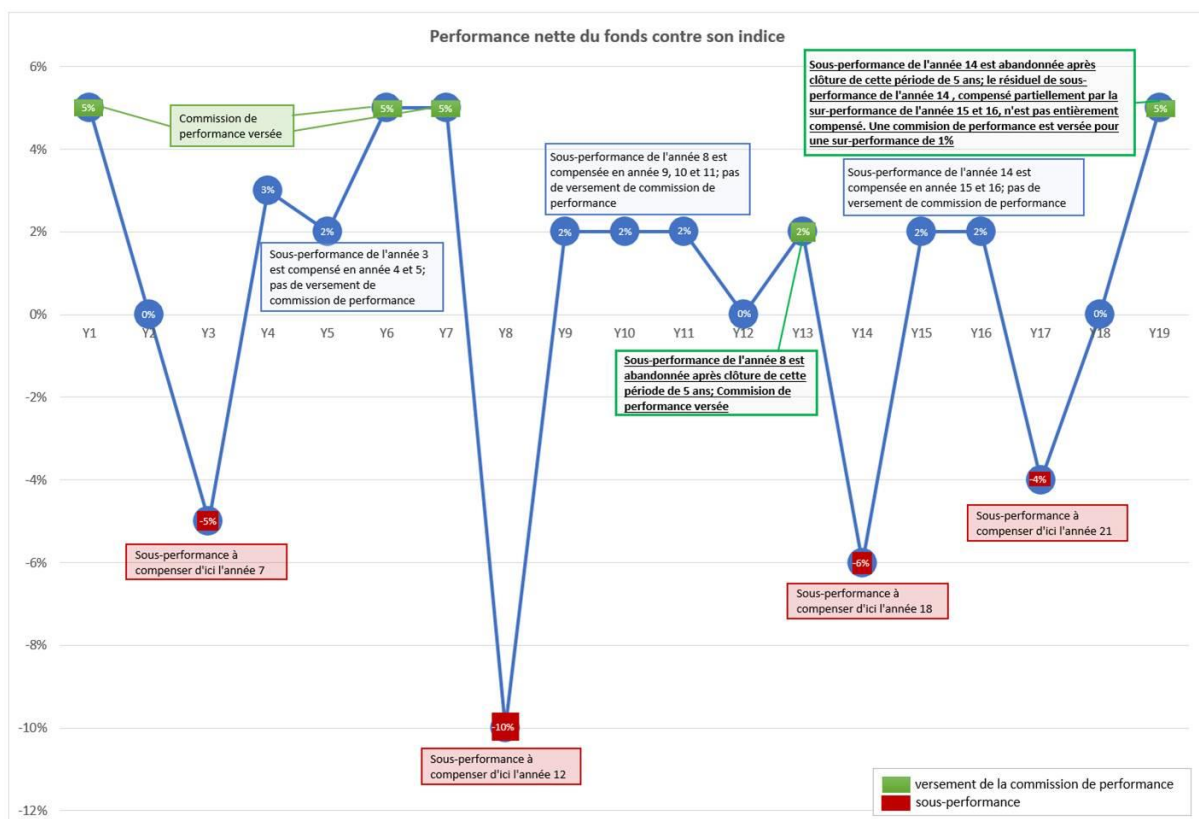 Performance nette du fonds contre son indice
6%
4%
2%
0%
-2%
-4%
-6%
-8%
-10%
-12%
5%
0%
-5%
3%
2%
5%
5%
-10%
2%
2%
2%
0%
2%
-6%
2%
2%
-4%
0%
5%
Y1
Y2
Y3
Y4
Y5
Y6
Y7
Y8
Y9
Y10
Y11
Y12
Y13
Y14
Y15
Y16
Y17
Y18
Y19
Commission de
performance versée
Sous-performance de l'année 3
est compensé en année 4 et 5;
pas de versement de
commission de performance
Sous-performance à
compenser d'ici l'année 7
Sous-performance à
compenser d'ici l'année 12
Sous-performance de l'année 8 est
compensée en année 9, 10 et 11; pas
de versement de commission de
performance
Sous-performance de l'année 8 est
abandonnée après clôture de cette
période de 5 ans; Commision de
performance versée
Sous-performance de l'année 14 est abandonnée après
clôture de cette période de 5 ans; le résiduel de sous-
performance de l'année 14 , compensé partiellement par la
sur-performance de l'année 15 et 16, n'est pas entièrement
compensé. Une commision de performance est versée pour
une sur-performance de 1%
Sous-performance de l'année 14 est
compensée en année 15 et 16; pas de
versement de commission de performance
Sous-performance à
compenser d'ici l'année 18
Sous-performance à
compenser d'ici l'année 21
versement de la commission de performance
sous-performance